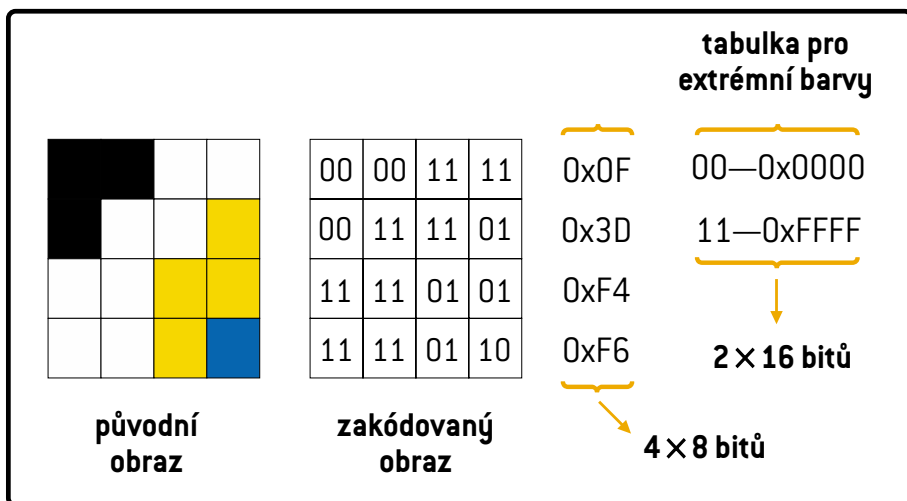 tabulka pro
extrémní barvy
00 00 11 11
00 11 11 01
11 11 01 01
11 11 01 10
0x0F
0x3D
0xF4
0xF6
00—0x0000
11—0xFFFF
2 × 16 bitů
4 × 8 bitů
původní
obraz
zakódovaný
obraz